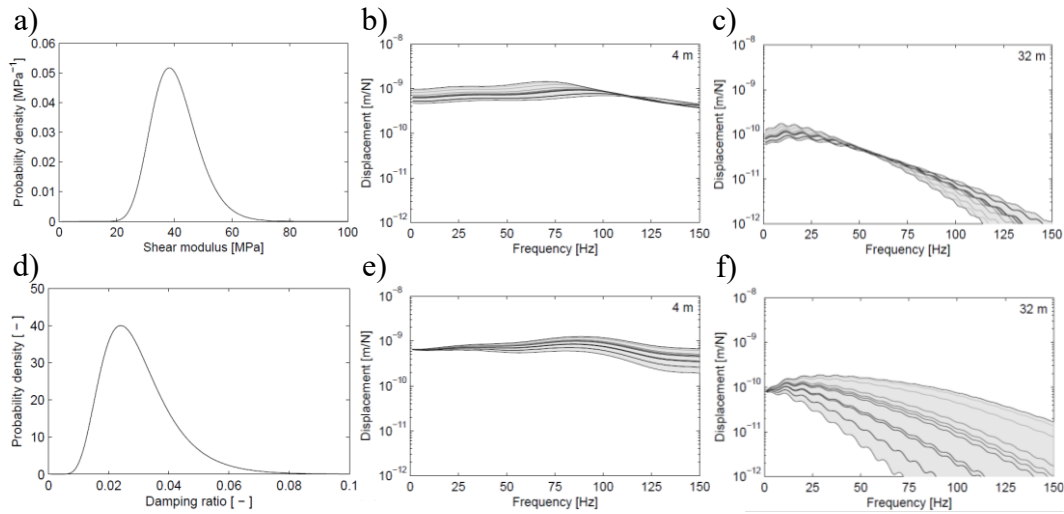 a)
0.06
0.05
0.04
0.03
0.02
0.01
0
0 20 40 60 80 100
Probability density [MPa⁻¹]
Shear modulus [MPa]
b)
4 m
10⁻⁸
10⁻⁹
10⁻¹⁰
10⁻¹¹
10⁻¹²
0 25 50 75 100 125 150
Displacement [m/N]
Frequency [Hz]
c)
32 m
10⁻⁸
10⁻⁹
10⁻¹⁰
10⁻¹¹
10⁻¹²
0 25 50 75 100 125 150
Displacement [m/N]
Frequency [Hz]
d)
50
40
30
20
10
0
0 0.02 0.04 0.06 0.08 0.1
Probability density [ − ]
Damping ratio [ − ]
e)
4 m
10⁻⁸
10⁻⁹
10⁻¹⁰
10⁻¹¹
10⁻¹²
0 25 50 75 100 125 150
Displacement [m/N]
Frequency [Hz]
f)
32 m
10⁻⁸
10⁻⁹
10⁻¹⁰
10⁻¹¹
10⁻¹²
0 25 50 75 100 125 150
Displacement [m/N]
Frequency [Hz]